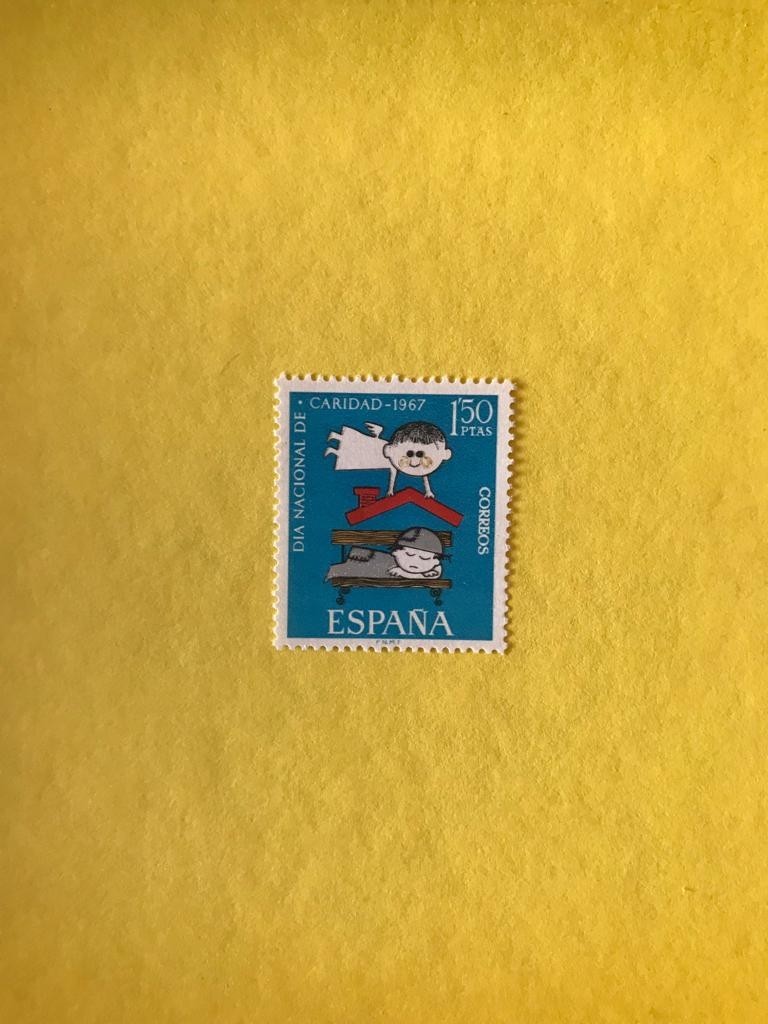 DIA NACIONAL DE · CARIDAD-1967
1'50
PTAS
CORREOS
ESPAÑA
F.N.M.T